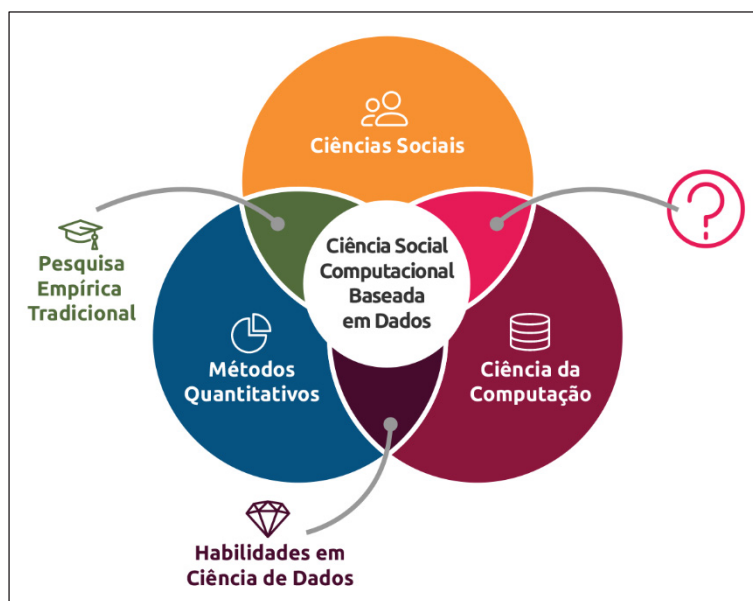 Ciências Sociais
Pesquisa
Empírica
Tradicional
Ciência Social
Computacional
Baseada
em Dados
?
Métodos
Quantitativos
Ciência da
Computação
Habilidades em
Ciência de Dados